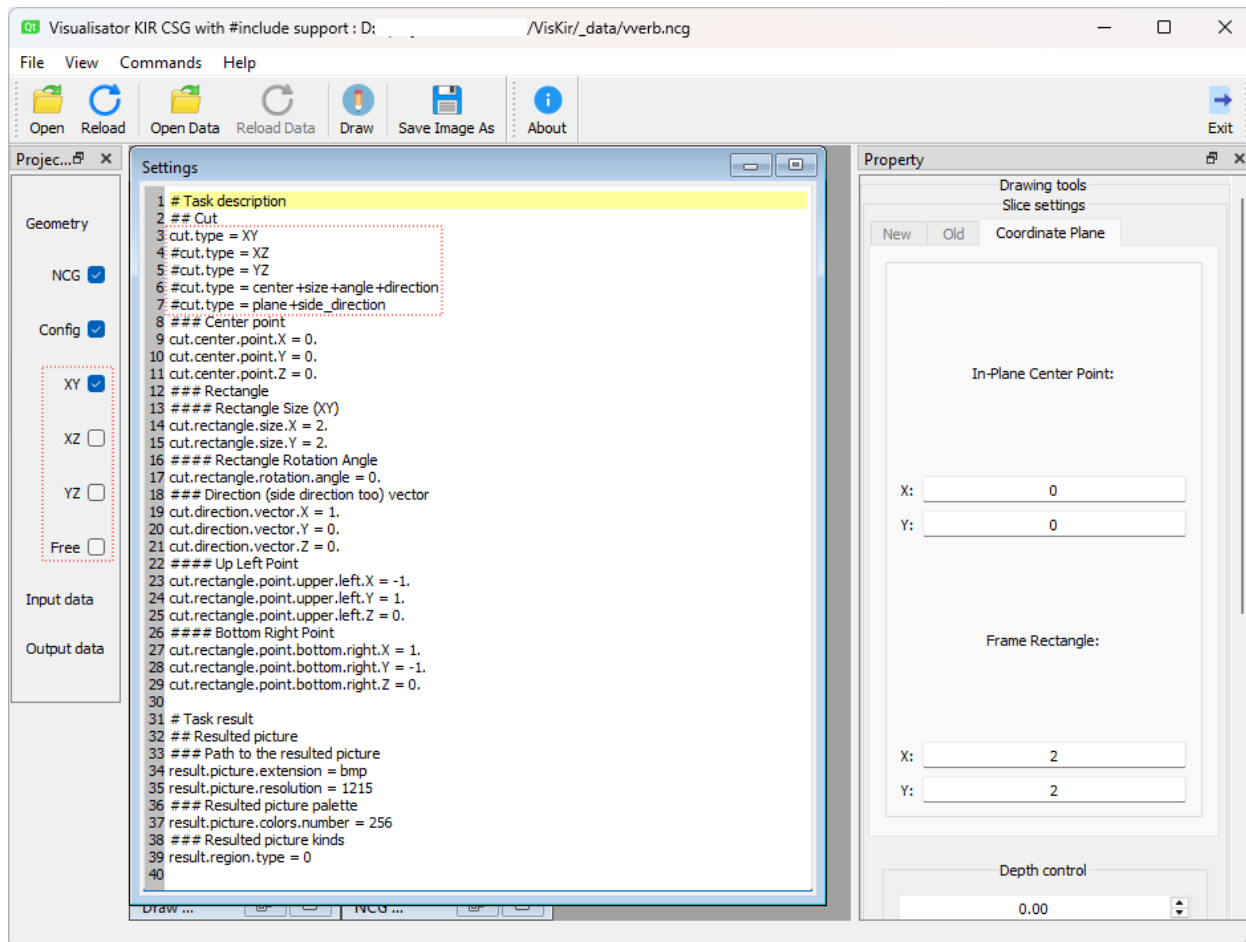 Visualisator KIR CSG with #include support : D: /VisKir/_data/vverb.ncg
File View Commands Help
Open Reload Open Data Reload Data Draw Save Image As About Exit
Projec...
Geometry
NCG
Config
XY
XZ
YZ
Free
Input data
Output data
Settings
1 # Task description
2 ## Cut
3 cut.type = XY
4 #cut.type = XZ
5 #cut.type = YZ
6 #cut.type = center+size+angle+direction
7 #cut.type = plane+side_direction
8 ### Center point
9 cut.center.point.X = 0.
10 cut.center.point.Y = 0.
11 cut.center.point.Z = 0.
12 ### Rectangle
13 #### Rectangle Size (XY)
14 cut.rectangle.size.X = 2.
15 cut.rectangle.size.Y = 2.
16 #### Rectangle Rotation Angle
17 cut.rectangle.rotation.angle = 0.
18 ### Direction (side direction too) vector
19 cut.direction.vector.X = 1.
20 cut.direction.vector.Y = 0.
21 cut.direction.vector.Z = 0.
22 #### Up Left Point
23 cut.rectangle.point.upper.left.X = -1.
24 cut.rectangle.point.upper.left.Y = 1.
25 cut.rectangle.point.upper.left.Z = 0.
26 #### Bottom Right Point
27 cut.rectangle.point.bottom.right.X = 1.
28 cut.rectangle.point.bottom.right.Y = -1.
29 cut.rectangle.point.bottom.right.Z = 0.
30
31 # Task result
32 ## Resulted picture
33 ### Path to the resulted picture
34 result.picture.extension = bmp
35 result.picture.resolution = 1215
36 ### Resulted picture palette
37 result.picture.colors.number = 256
38 ### Resulted picture kinds
39 result.region.type = 0
40
Draw ...
NCG ...
Property
Drawing tools
Slice settings
New Old Coordinate Plane
In-Plane Center Point:
X: 0
Y: 0
Frame Rectangle:
X: 2
Y: 2
Depth control
0.00